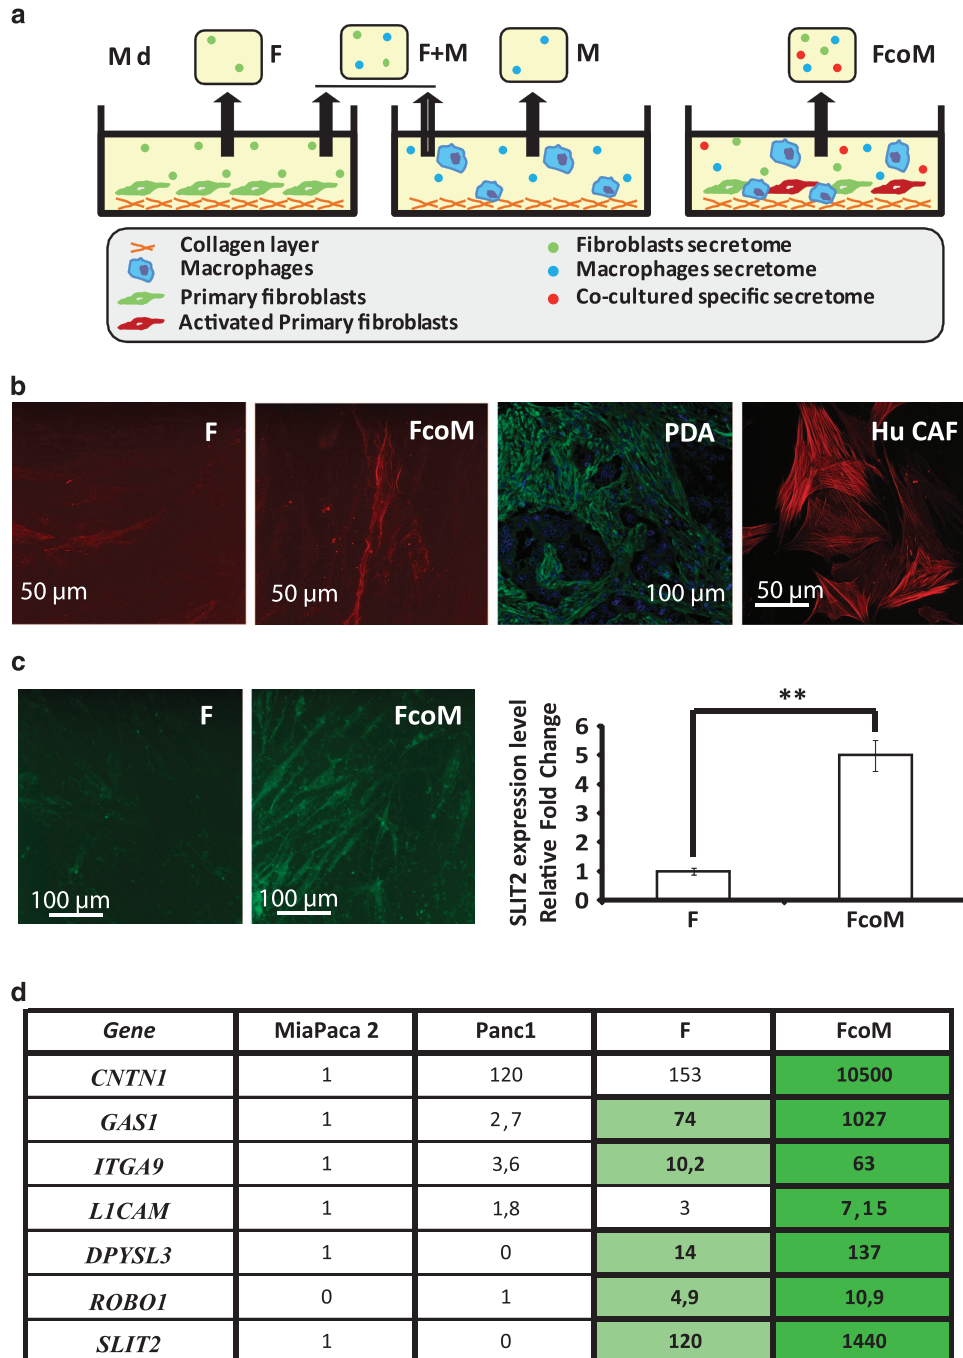 a
M d
F
F+M
M
FcoM
Collagen layer
Macrophages
Primary fibroblasts
Activated Primary fibroblasts
Fibroblasts secretome
Macrophages secretome
Co-cultured specific secretome
b
F
50 µm
FcoM
50 µm
PDA
100 µm
Hu CAF
50 µm
c
F
100 µm
FcoM
100 µm
SLIT2 expression level
Relative Fold Change
6
5
4
3
2
1
0
**
F
FcoM
d
Gene MiaPaca 2 Panc1 F FcoM
CNTN1 1 120 153 10500
GAS1 1 2,7 74 1027
ITGA9 1 3,6 10,2 63
L1CAM 1 1,8 3 7,15
DPYSL3 1 0 14 137
ROBO1 0 1 4,9 10,9
SLIT2 1 0 120 1440